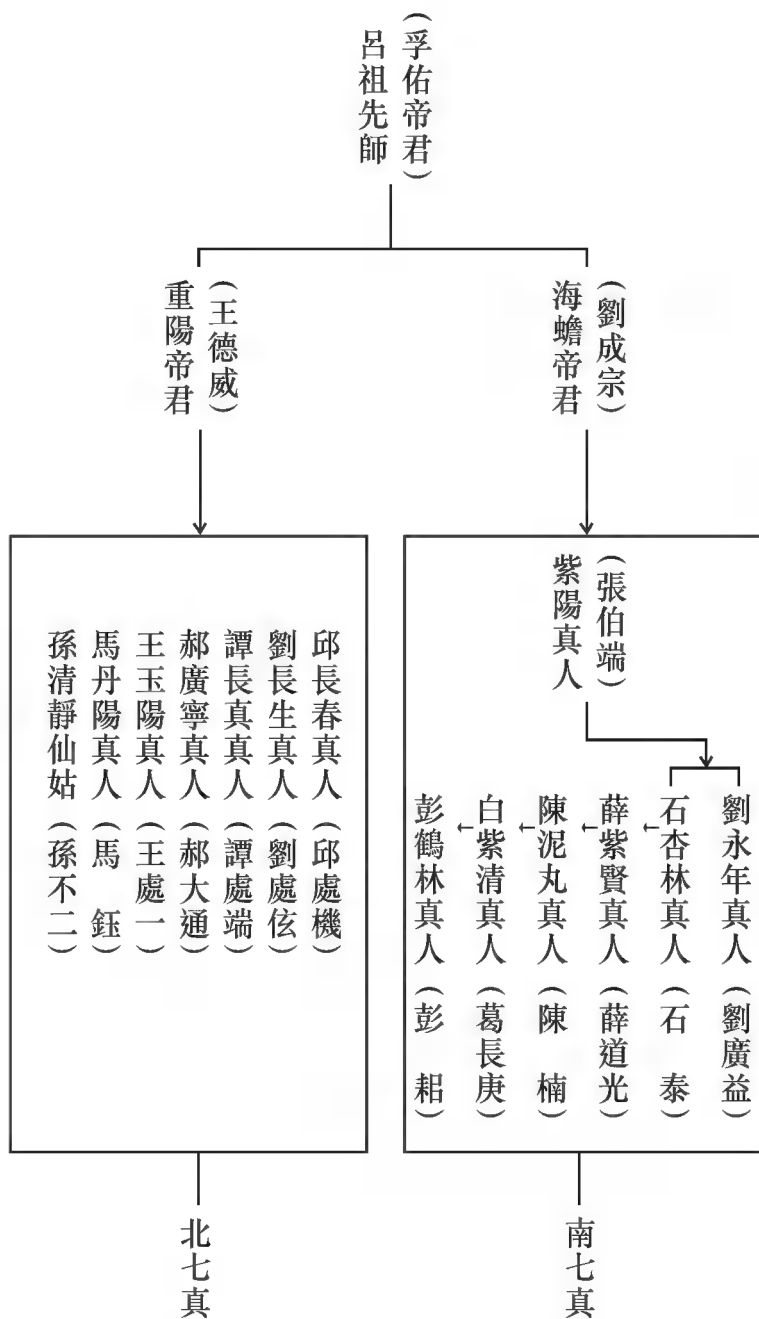 （孚佑帝君）
呂祖先師
（劉成宗）
海蟾帝君
（張伯端）
紫陽真人
劉永年真人（劉廣益）
石杏林真人（石　泰）
薛紫賢真人（薛道光）
陳泥丸真人（陳　楠）
白紫清真人（葛長庚）
彭鶴林真人（彭　耜）
南七真
（王德威）
重陽帝君
邱長春真人（邱處機）
劉長生真人（劉處伭）
譚長真真人（譚處端）
郝廣寧真人（郝大通）
王玉陽真人（王處一）
馬丹陽真人（馬　鈺）
孫清靜仙姑（孫不二）
北七真